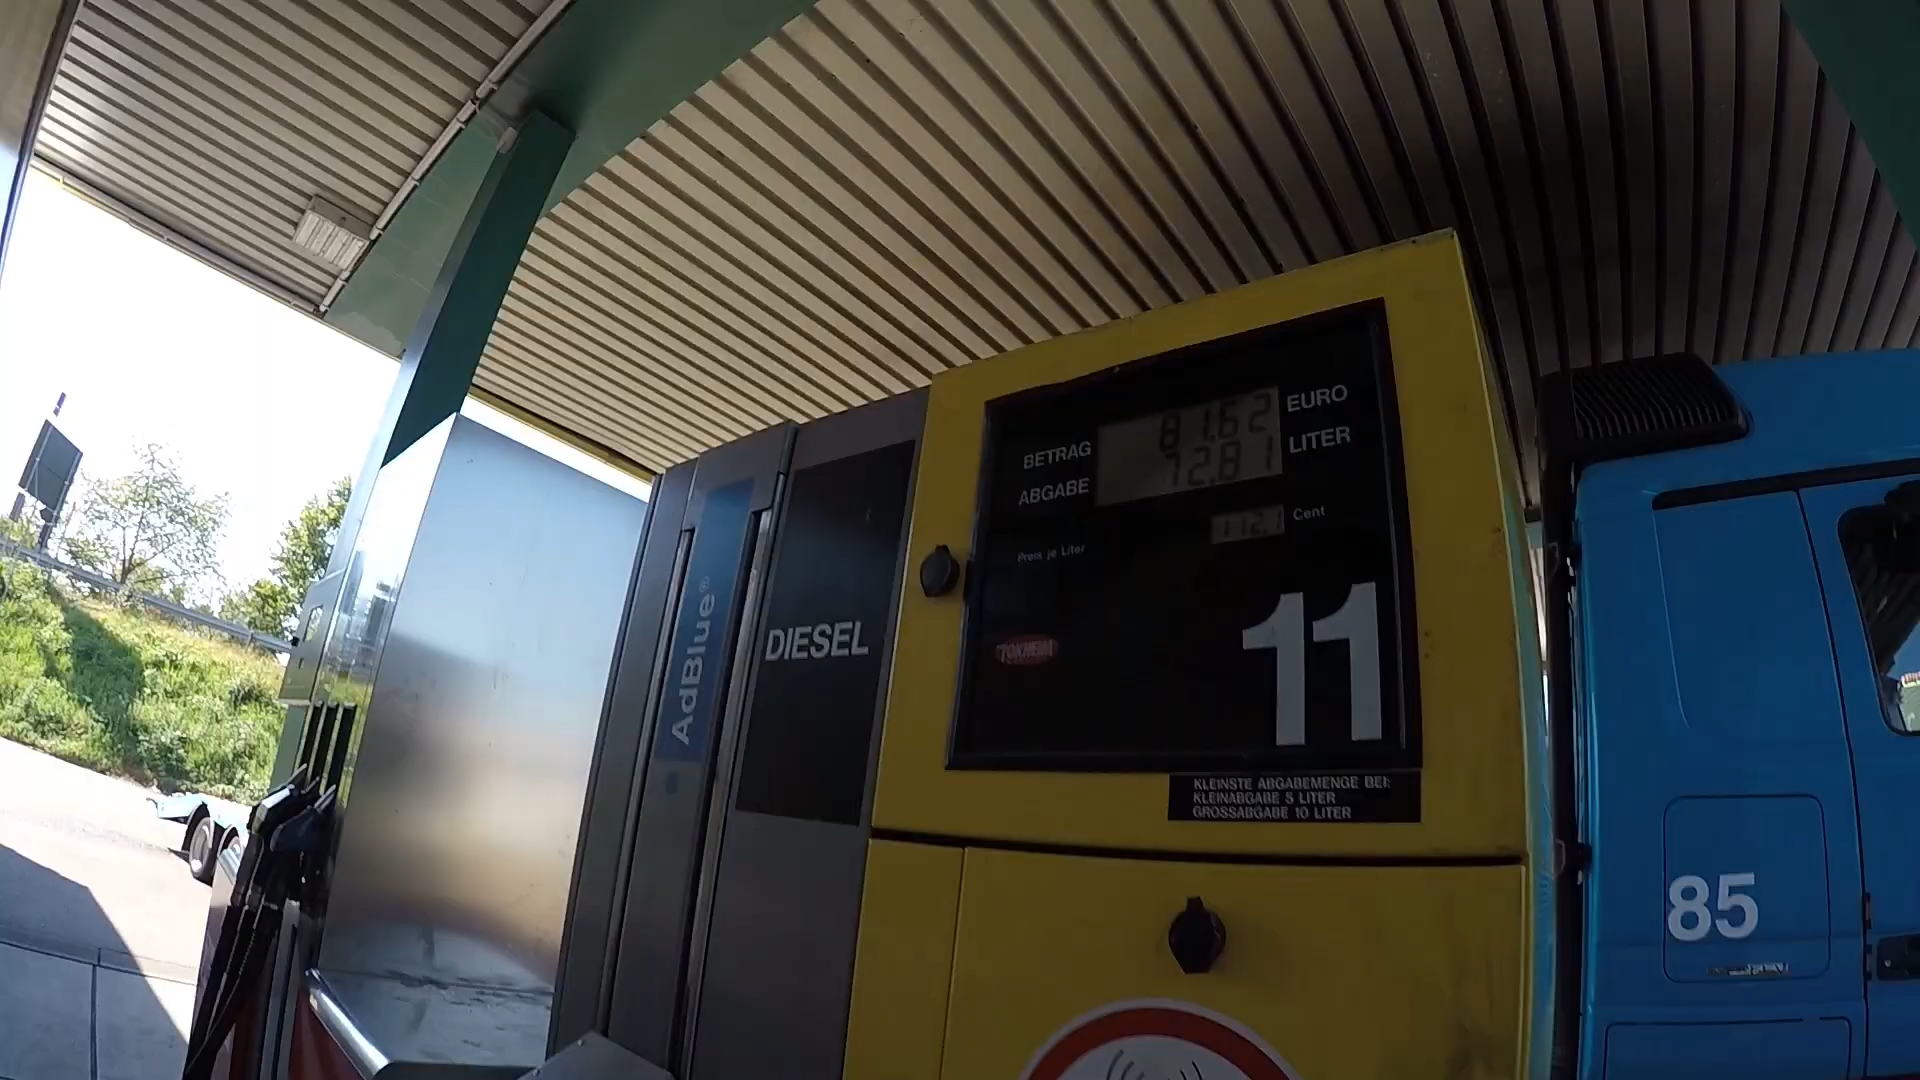 81,62 EURO
BETRAG
72,81 LITER
ABGABE
112,1 Cent
Preis je Liter
TOKHEIM
11
DIESEL
AdBlue®
KLEINSTE ABGABEMENGE BEI:
KLEINABGABE 5 LITER
GROSSABGABE 10 LITER
85